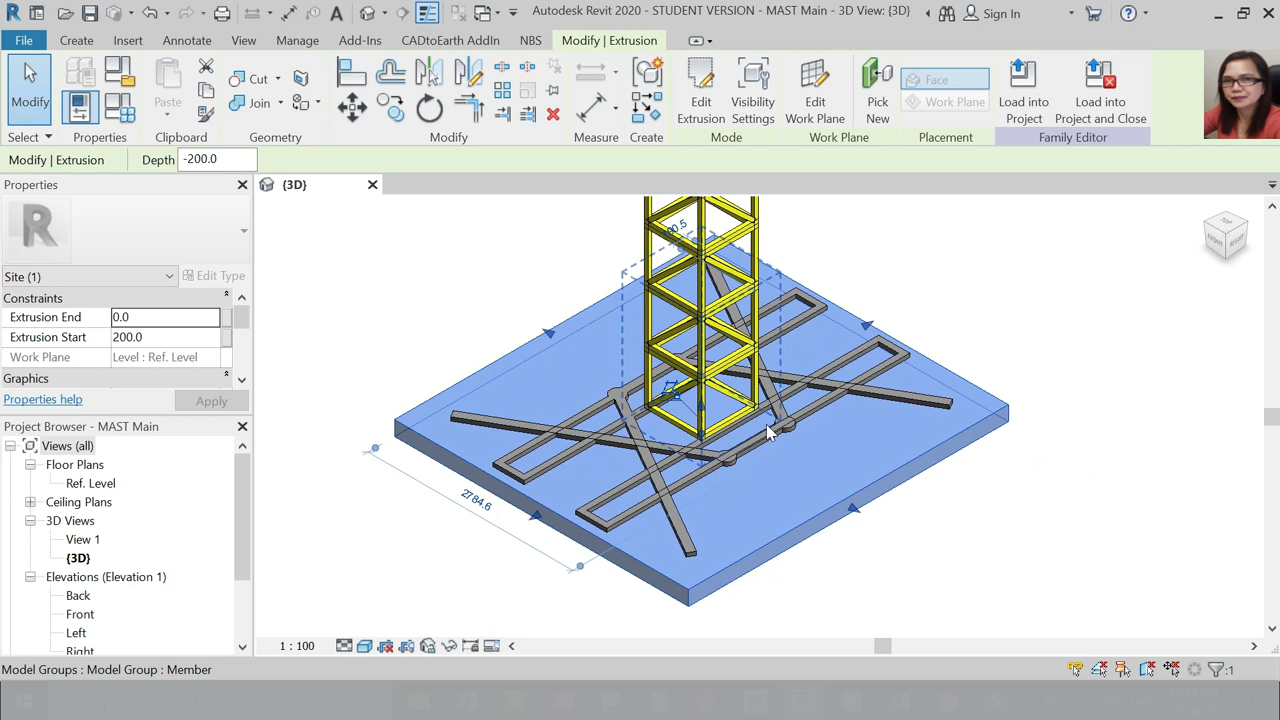 Autodesk Revit 2020 - STUDENT VERSION - MAST Main - 3D View: {3D}
Sign In
File Create Insert Annotate View Manage Add-Ins CADtoEarth AddIn NBS Modify | Extrusion
Modify
Paste
Cut
Join
Edit Extrusion
Visibility Settings
Edit Work Plane
Pick New
Face
Work Plane
Load into Project
Load into Project and Close
Select Properties Clipboard Geometry Modify Measure Create Mode Work Plane Placement Family Editor
Modify | Extrusion Depth -200.0
Properties
{3D}
R
Site (1) Edit Type
Constraints
Extrusion End 0.0
Extrusion Start 200.0
Work Plane Level : Ref. Level
Graphics
Properties help Apply
Project Browser - MAST Main
Views (all)
Floor Plans
Ref. Level
Ceiling Plans
3D Views
View 1
{3D}
Elevations (Elevation 1)
Back
Front
Left
Right
2784.6
TOP
FRONT
RIGHT
1 : 100
Model Groups : Model Group : Member
:1